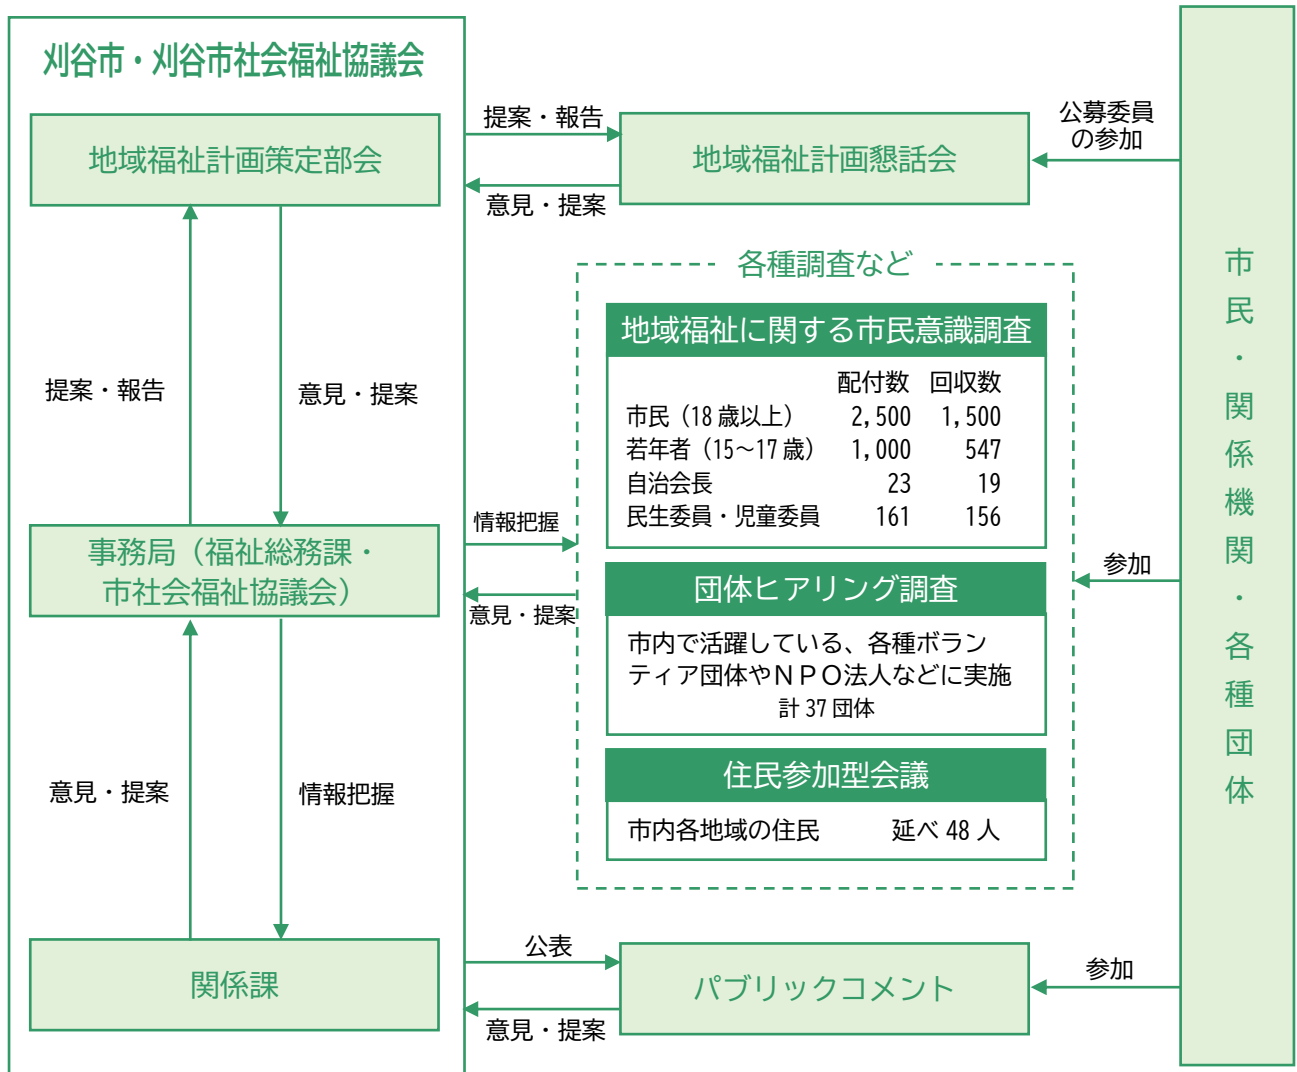 刈谷市・刈谷市社会福祉協議会
地域福祉計画策定部会
提案・報告
意見・提案
事務局（福祉総務課・
市社会福祉協議会）
意見・提案
情報把握
関係課
提案・報告
意見・提案
地域福祉計画懇話会
公募委員
の参加
情報把握
意見・提案
各種調査など
地域福祉に関する市民意識調査
配付数 回収数
市民（18歳以上） 2,500 1,500
若年者（15～17歳） 1,000 547
自治会長 23 19
民生委員・児童委員 161 156
団体ヒアリング調査
市内で活躍している、各種ボラン
ティア団体やＮＰＯ法人などに実施
計37団体
住民参加型会議
市内各地域の住民 延べ48人
参加
公表
意見・提案
パブリックコメント
参加
市民・関係機関・各種団体